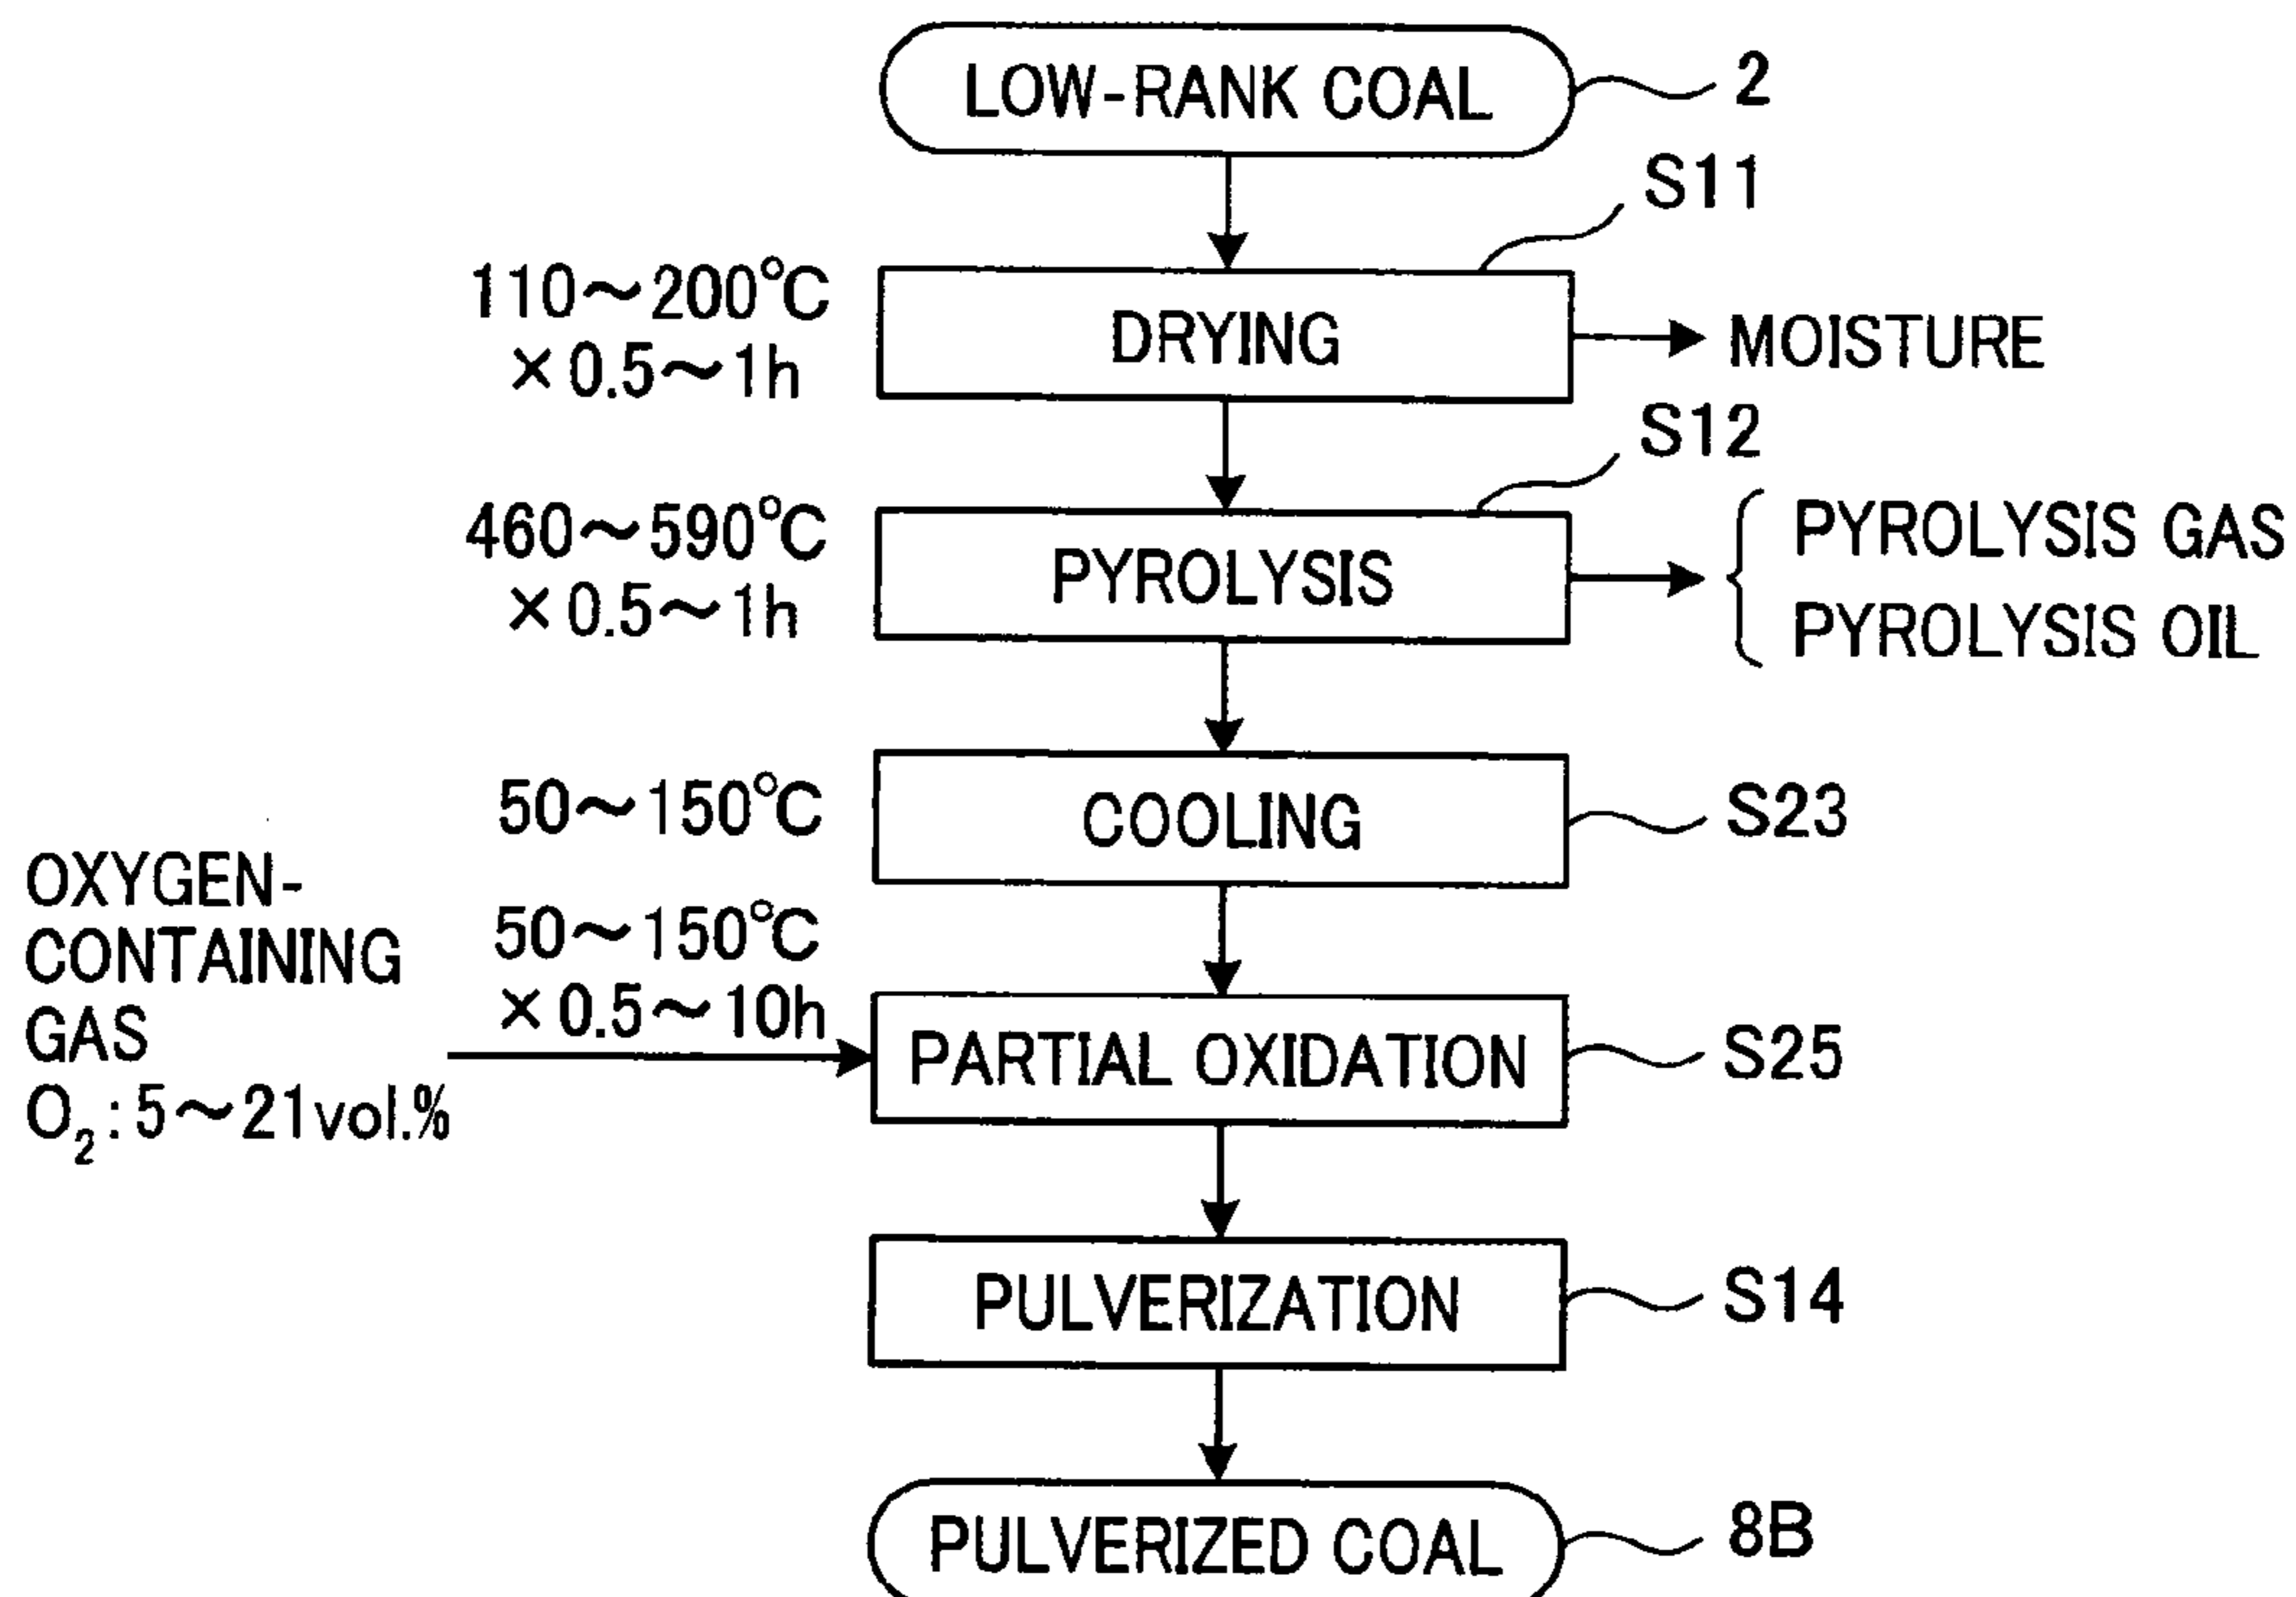 LOW-RANK COAL
2
S11
110~200℃
×0.5~1h
DRYING
MOISTURE
S12
460~590℃
×0.5~1h
PYROLYSIS
PYROLYSIS GAS
PYROLYSIS OIL
50~150℃
COOLING
S23
OXYGEN-
CONTAINING
GAS
O₂:5~21vol.%
50~150℃
×0.5~10h
PARTIAL OXIDATION
S25
PULVERIZATION
S14
PULVERIZED COAL
8B